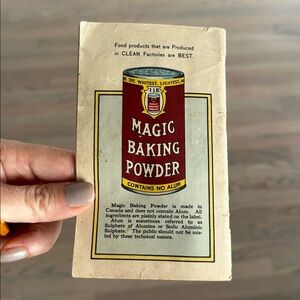 Food products that are Produced
in CLEAN Factories are BEST.
THE WHITEST, LIGHTEST.
MAGIC
BAKING
POWDER
CONTAINS NO ALUM
Magic Baking Powder is made in
Canada and does not contain Alum. All
ingredients are plainly stated on the label.
Alum is sometimes referred to as
Sulphate of Alumina or Sodic Aluminic
Sulphate. The public should not be mis-
led by these technical names.